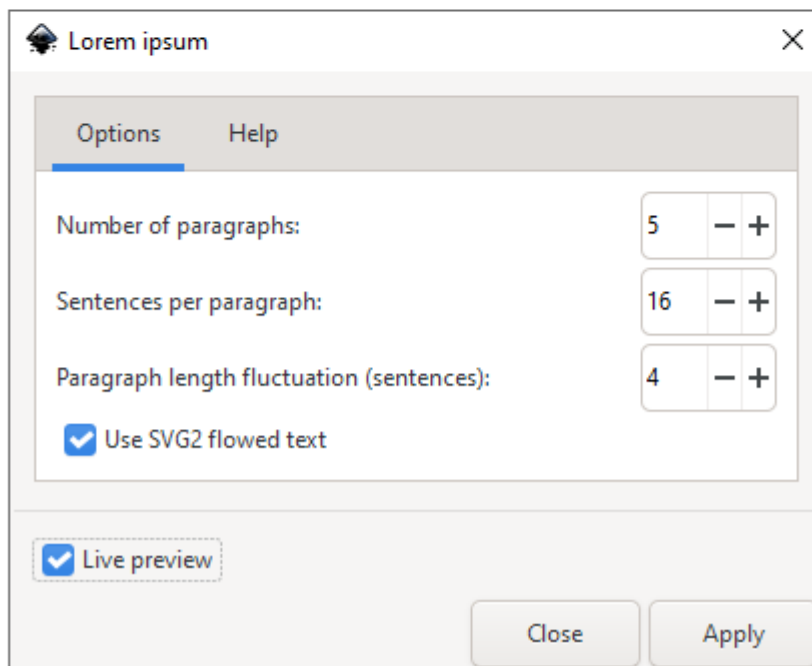 Lorem ipsum
Options Help
Number of paragraphs: 5
Sentences per paragraph: 16
Paragraph length fluctuation (sentences): 4
Use SVG2 flowed text
Live preview
Close Apply